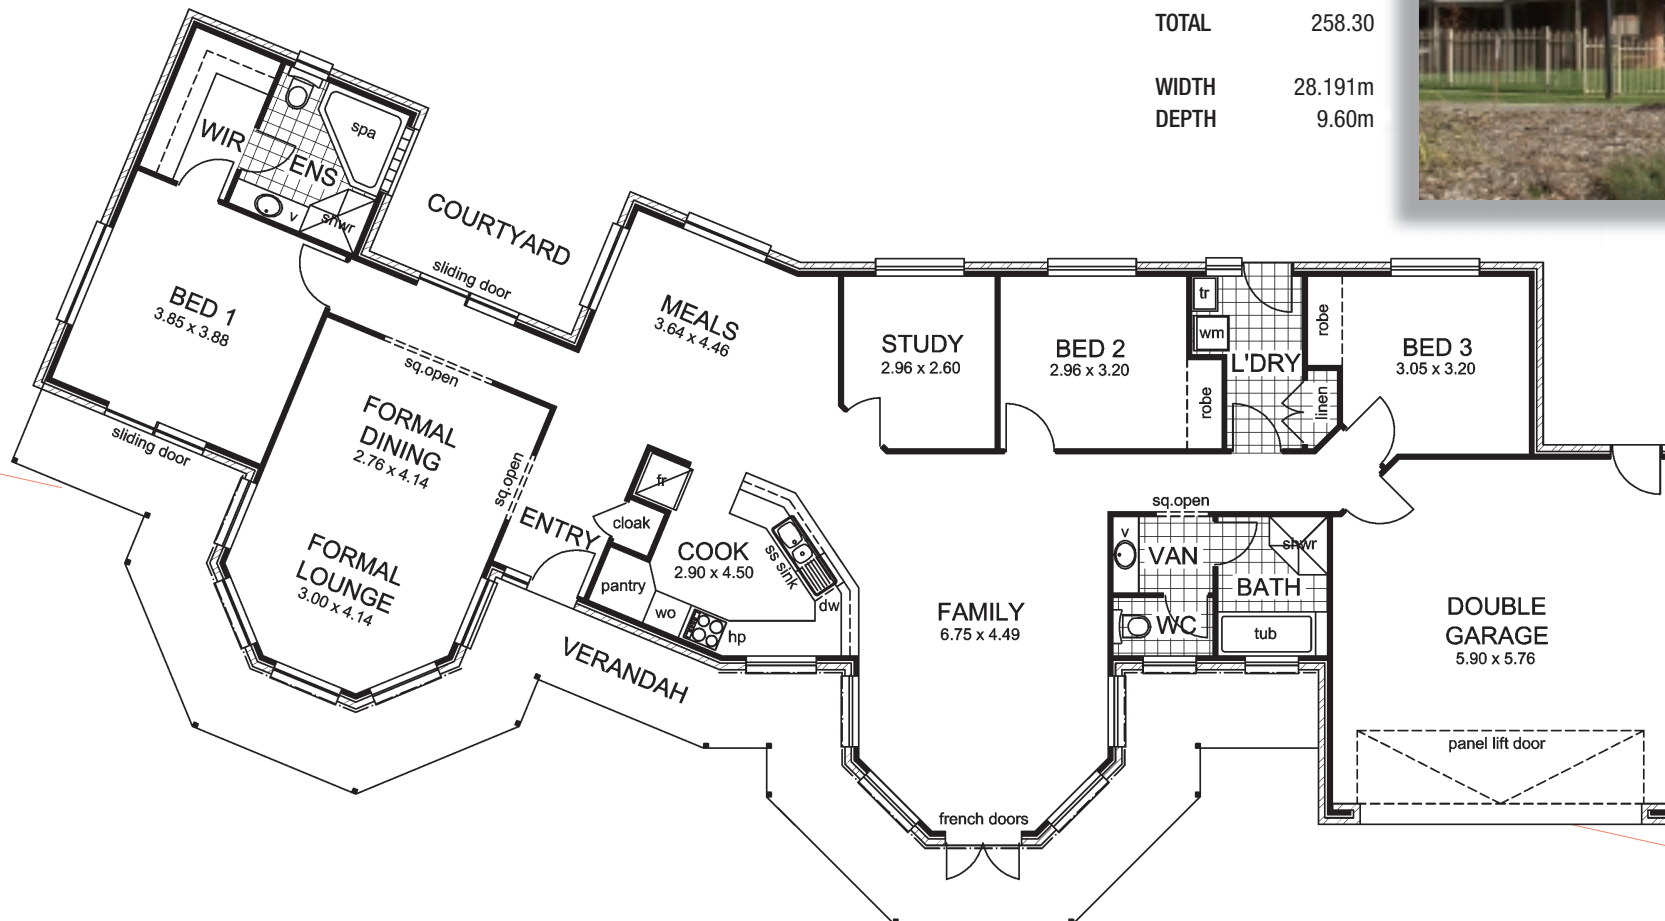 TOTAL 258.30
WIDTH 28.191m
DEPTH 9.60m
WIR
ENS
spa
v
shwr
COURTYARD
sliding door
BED 1
3.85 x 3.88
sliding door
MEALS
3.64 x 4.46
sq.open
FORMAL
DINING
2.76 x 4.14
sq.open
FORMAL
LOUNGE
3.00 x 4.14
ENTRY
fr
cloak
pantry
COOK
2.90 x 4.50
ss sink
dw
wo
hp
VERANDAH
STUDY
2.96 x 2.60
BED 2
2.96 x 3.20
robe
tr
wm
L'DRY
robe
linen
BED 3
3.05 x 3.20
sq.open
v
VAN
shwr
BATH
WC
tub
FAMILY
6.75 x 4.49
french doors
DOUBLE
GARAGE
5.90 x 5.76
panel lift door